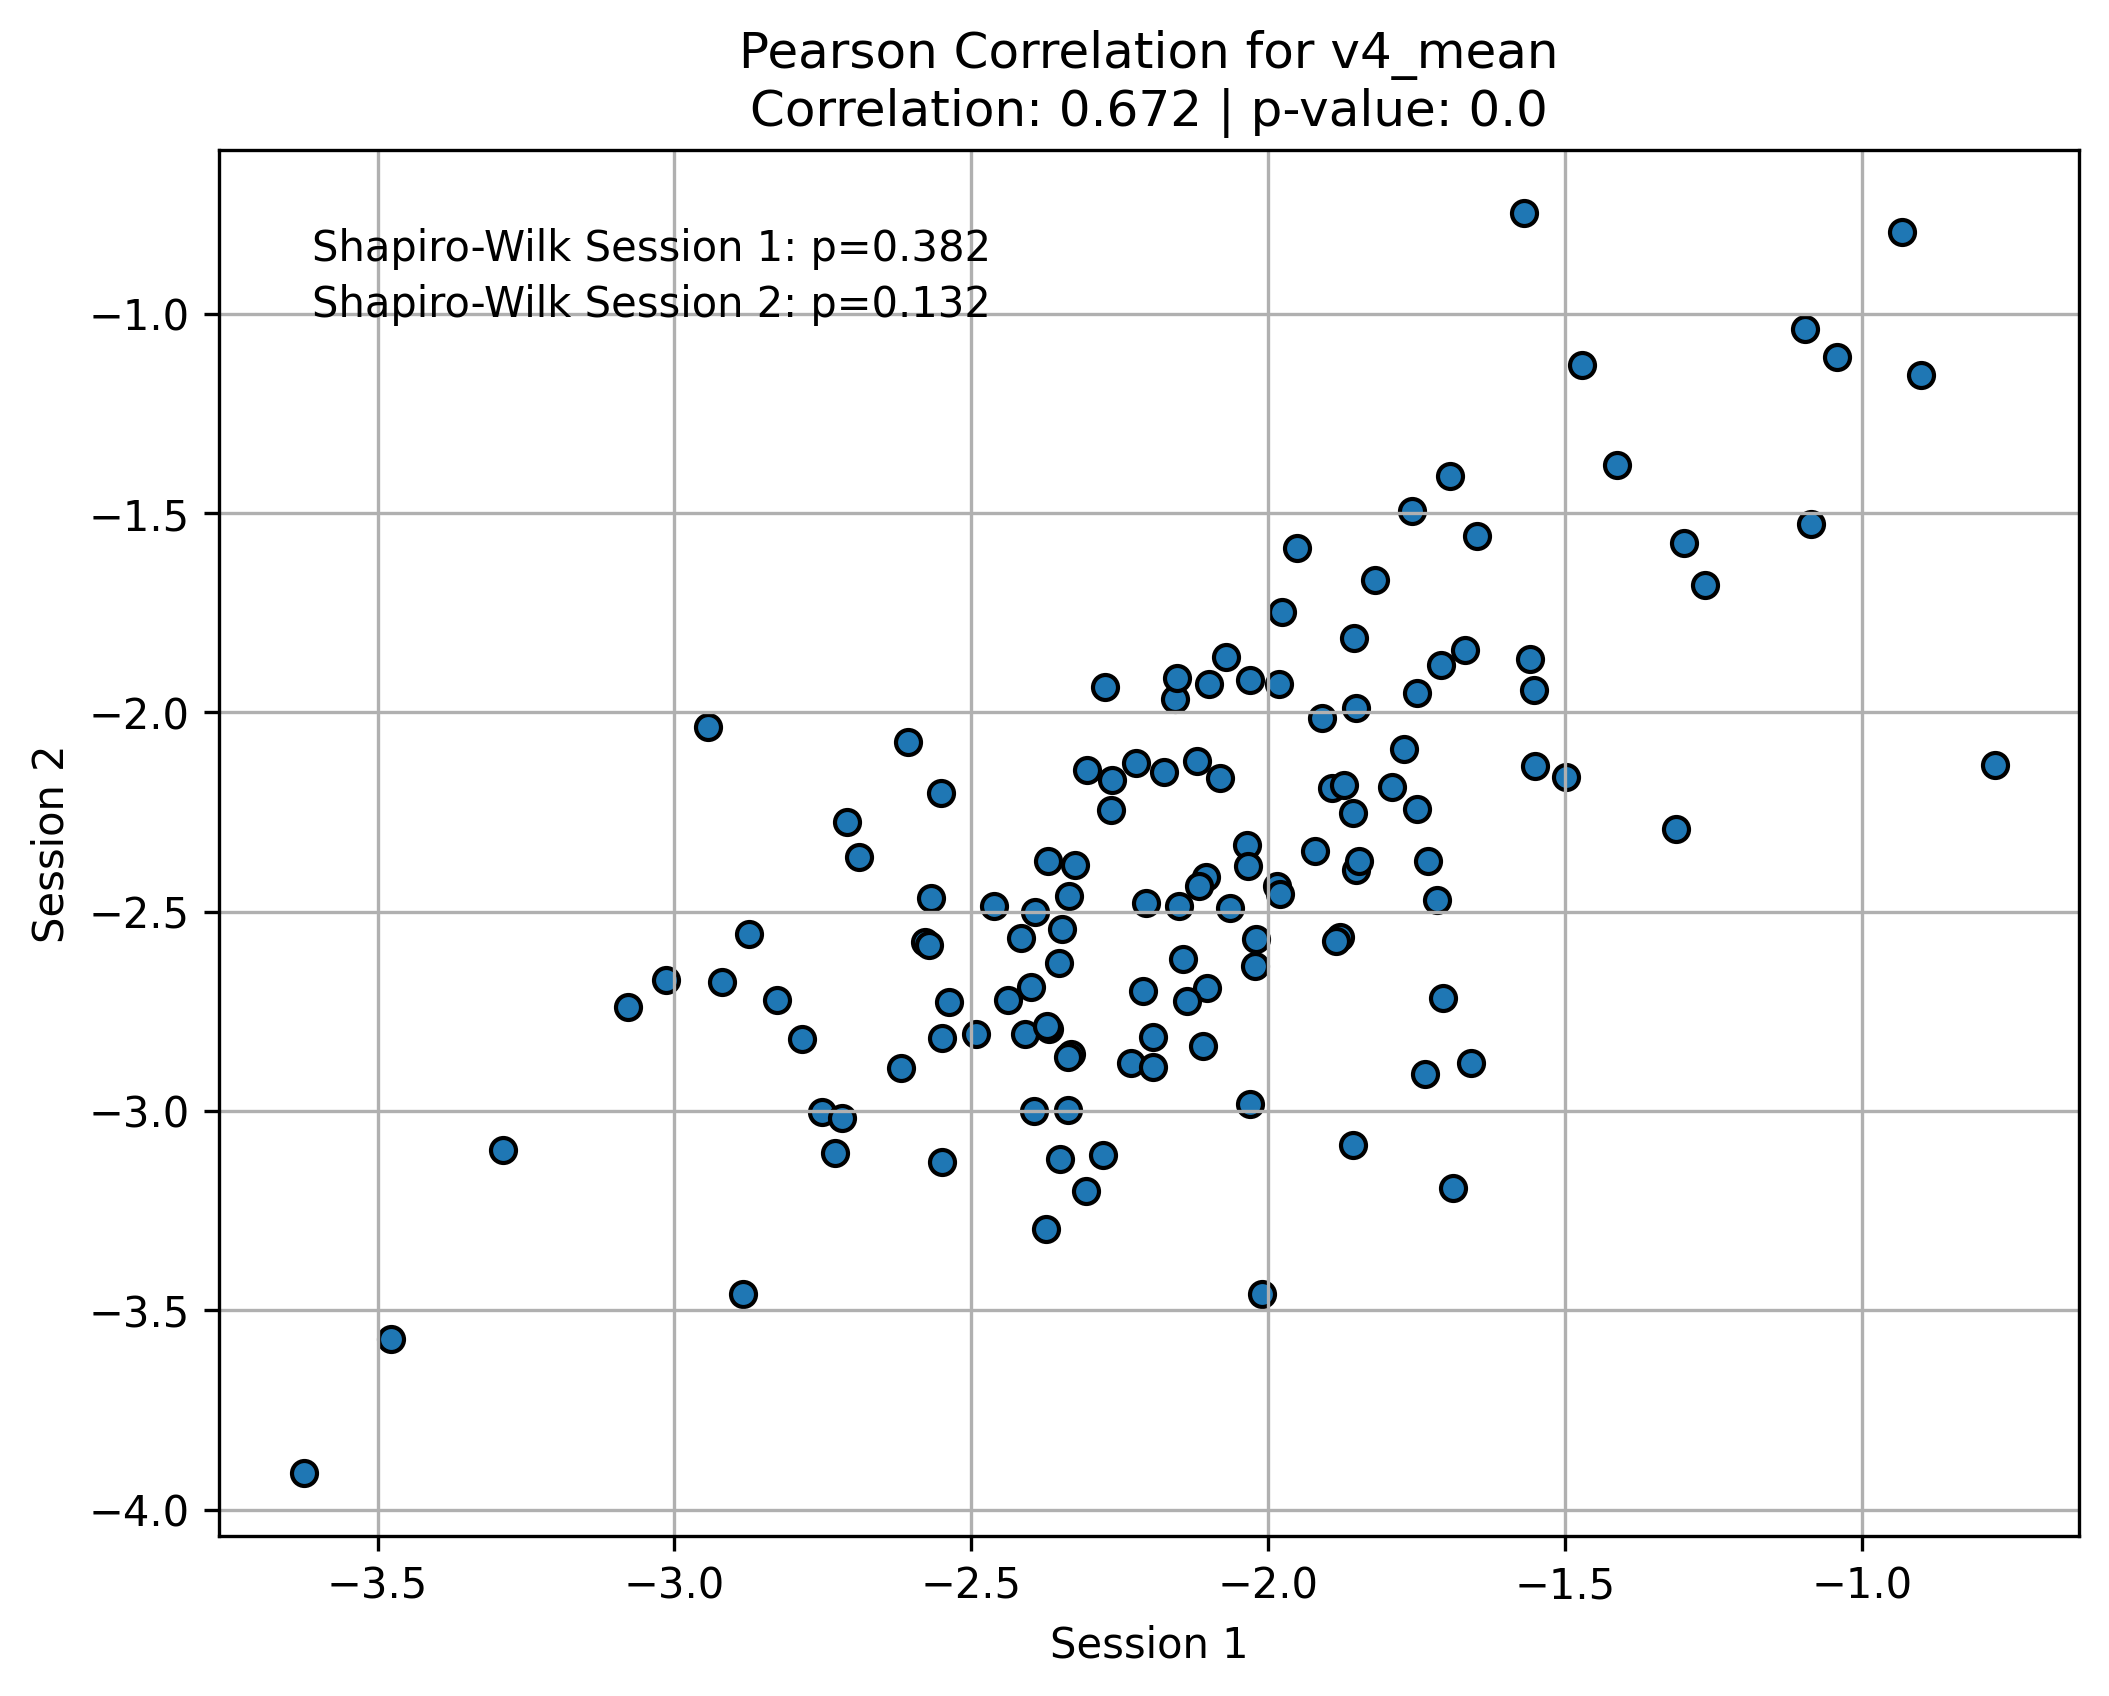 Pearson Correlation for v4_mean
Correlation: 0.672 | p-value: 0.0
Shapiro-Wilk Session 1: p=0.382
Shapiro-Wilk Session 2: p=0.132
−1.0
−1.5
−2.0
−2.5
−3.0
−3.5
−4.0
Session 2
−3.5 −3.0 −2.5 −2.0 −1.5 −1.0
Session 1